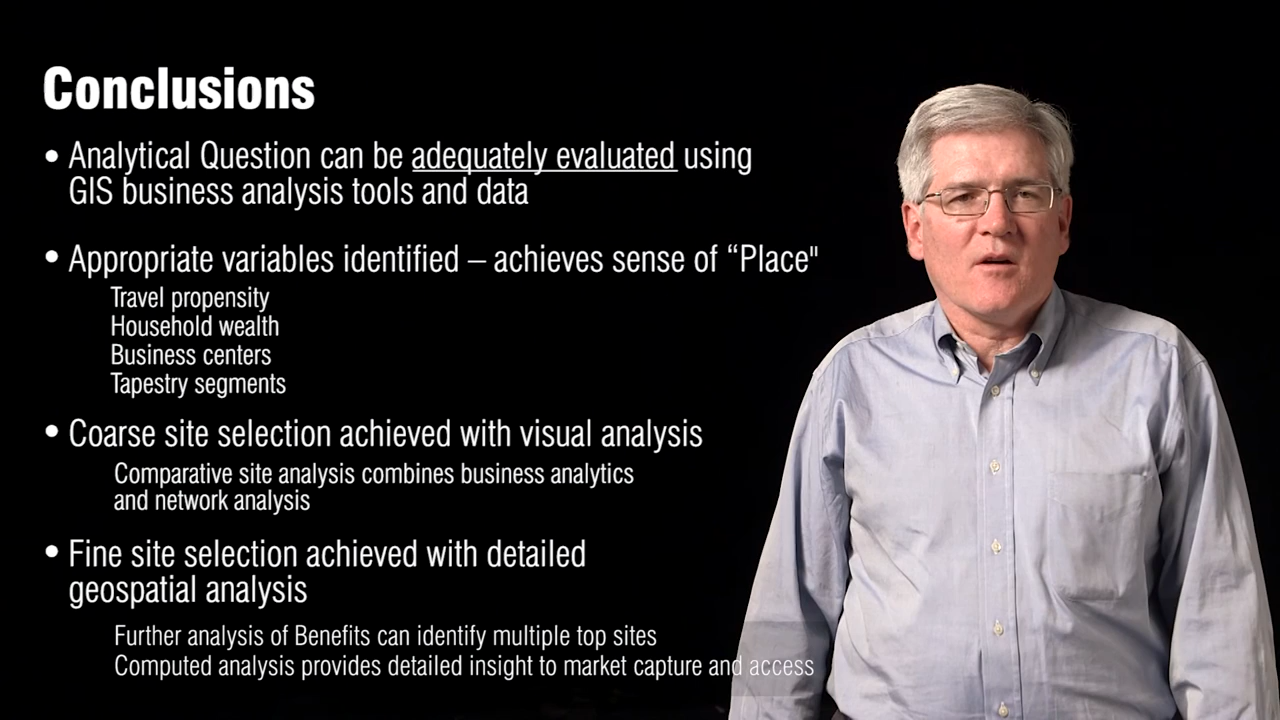 Conclusions
• Analytical Question can be adequately evaluated using
GIS business analysis tools and data
• Appropriate variables identified – achieves sense of “Place"
Travel propensity
Household wealth
Business centers
Tapestry segments
• Coarse site selection achieved with visual analysis
Comparative site analysis combines business analytics
and network analysis
• Fine site selection achieved with detailed
geospatial analysis
Further analysis of Benefits can identify multiple top sites
Computed analysis provides detailed insight to market capture and access